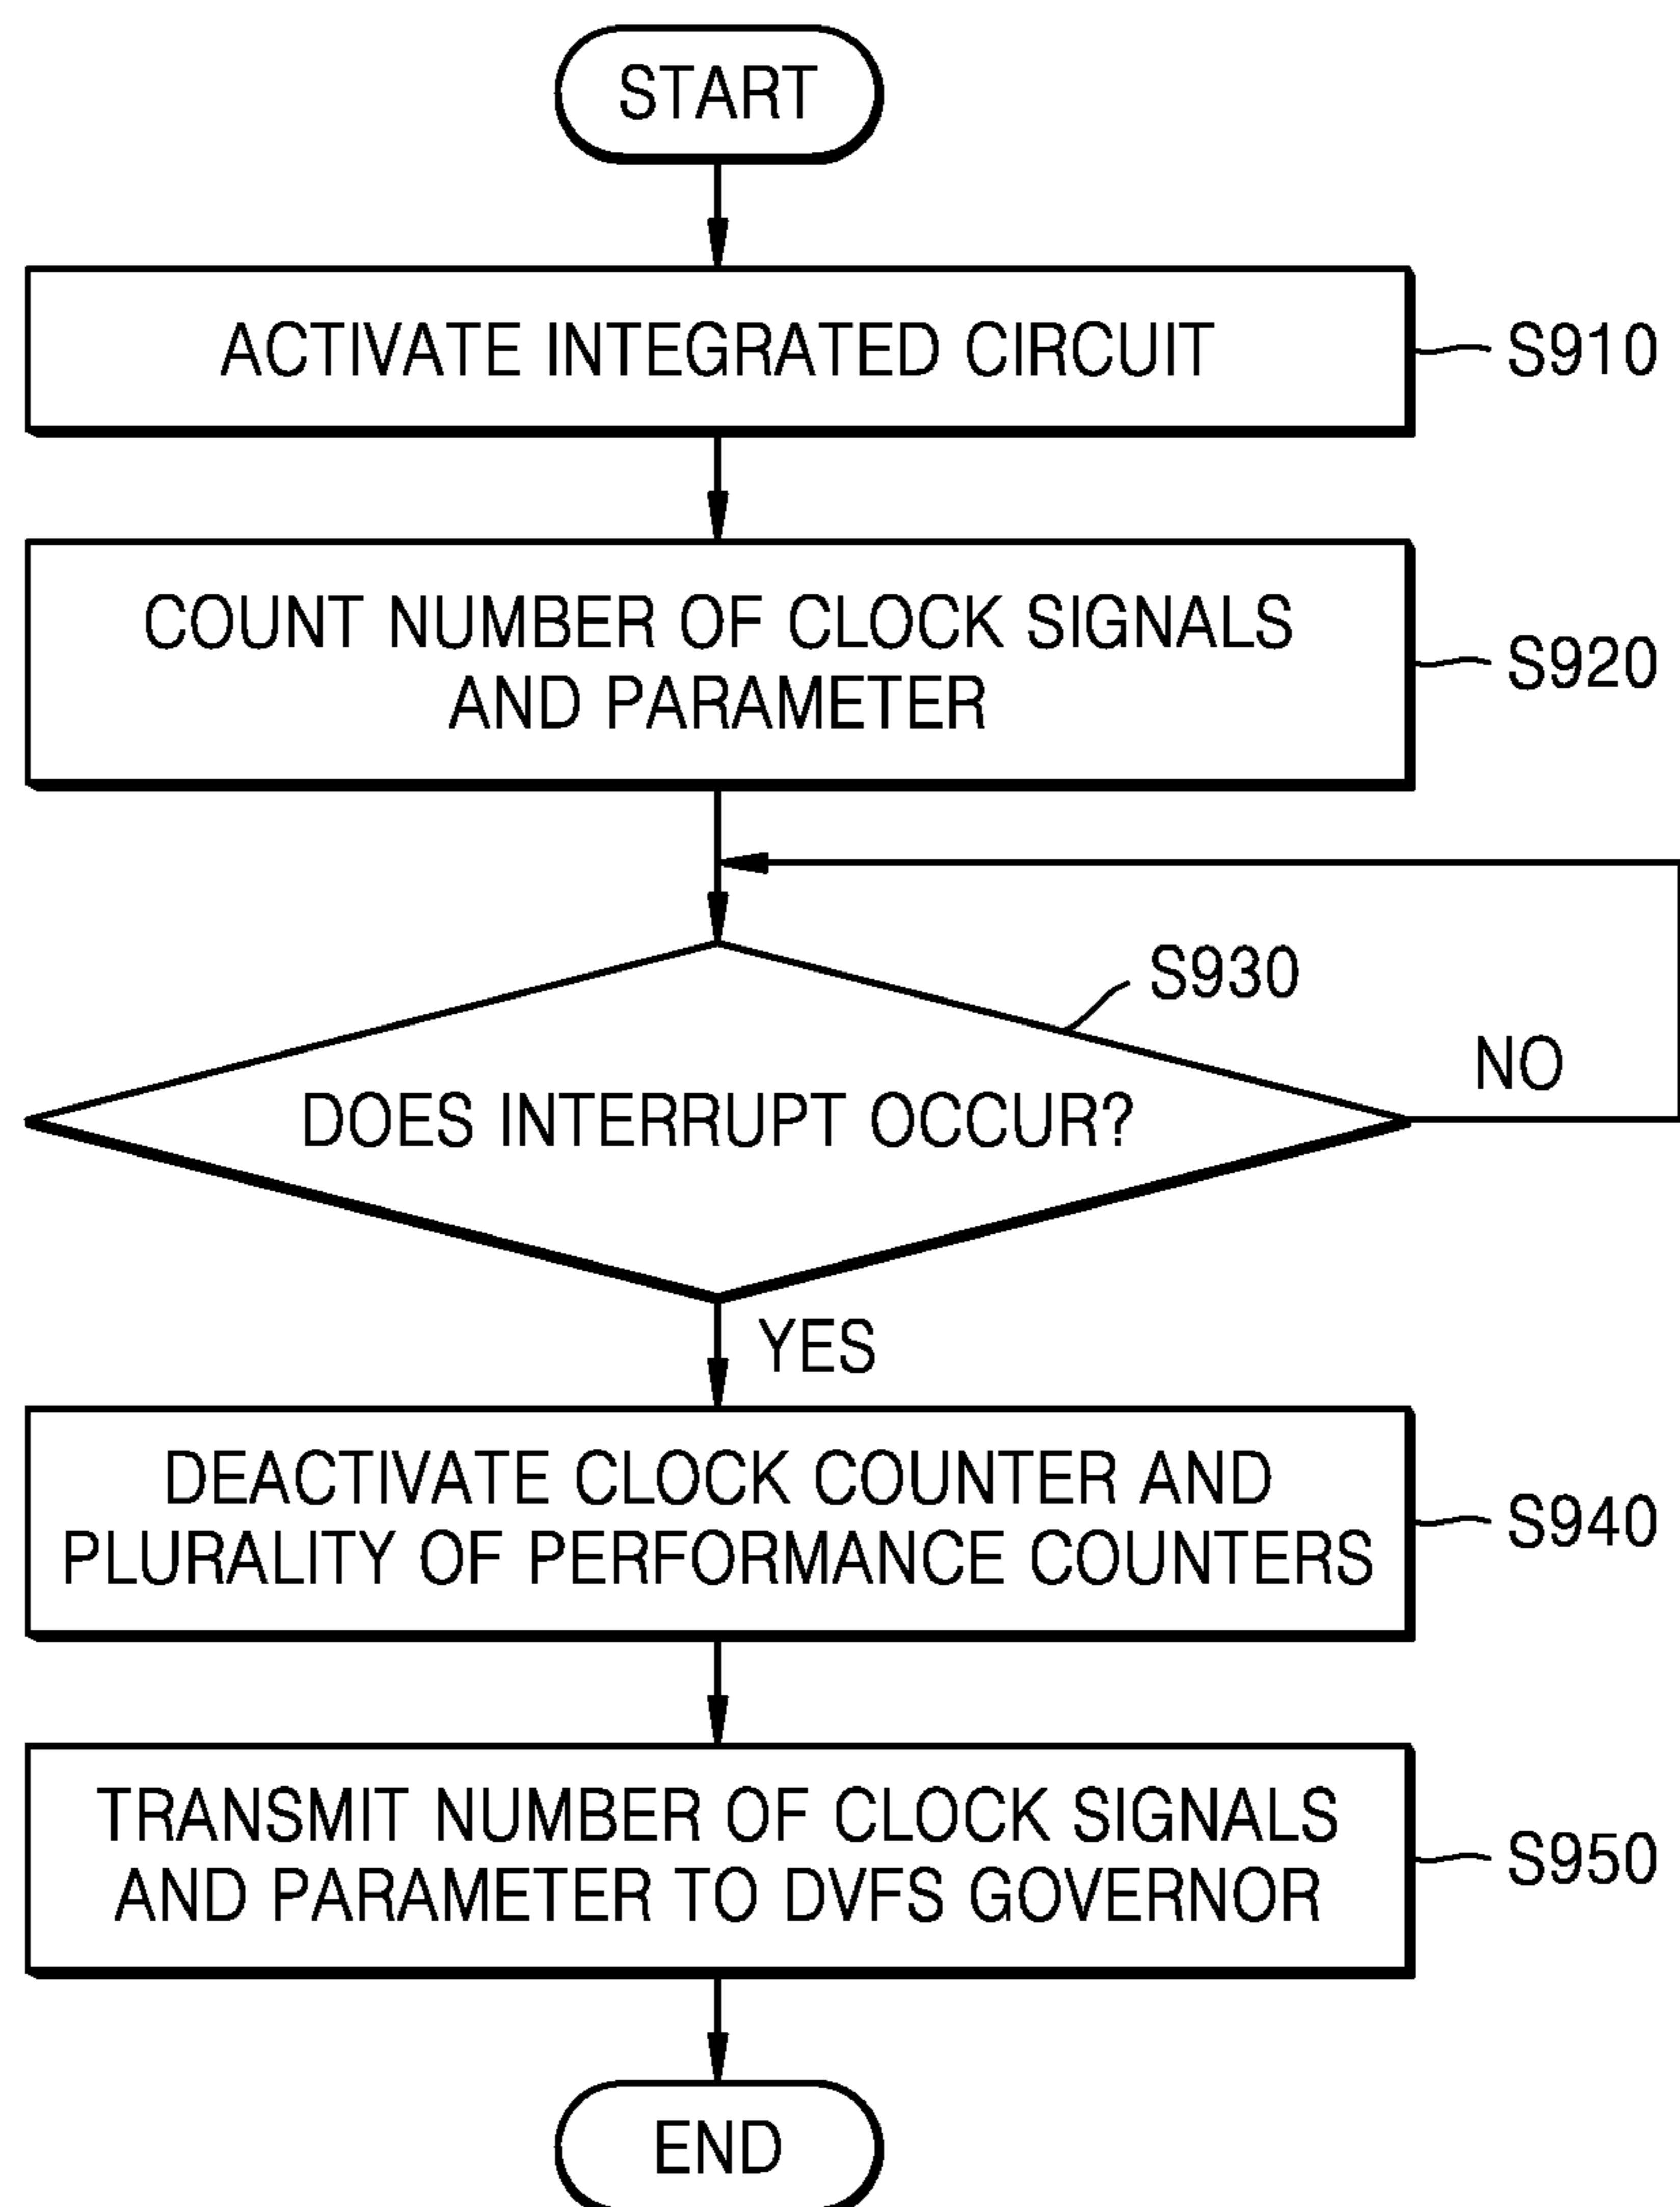 START
ACTIVATE INTEGRATED CIRCUIT
S910
COUNT NUMBER OF CLOCK SIGNALS
AND PARAMETER
S920
S930
DOES INTERRUPT OCCUR?
NO
YES
DEACTIVATE CLOCK COUNTER AND
PLURALITY OF PERFORMANCE COUNTERS
S940
TRANSMIT NUMBER OF CLOCK SIGNALS
AND PARAMETER TO DVFS GOVERNOR
S950
END